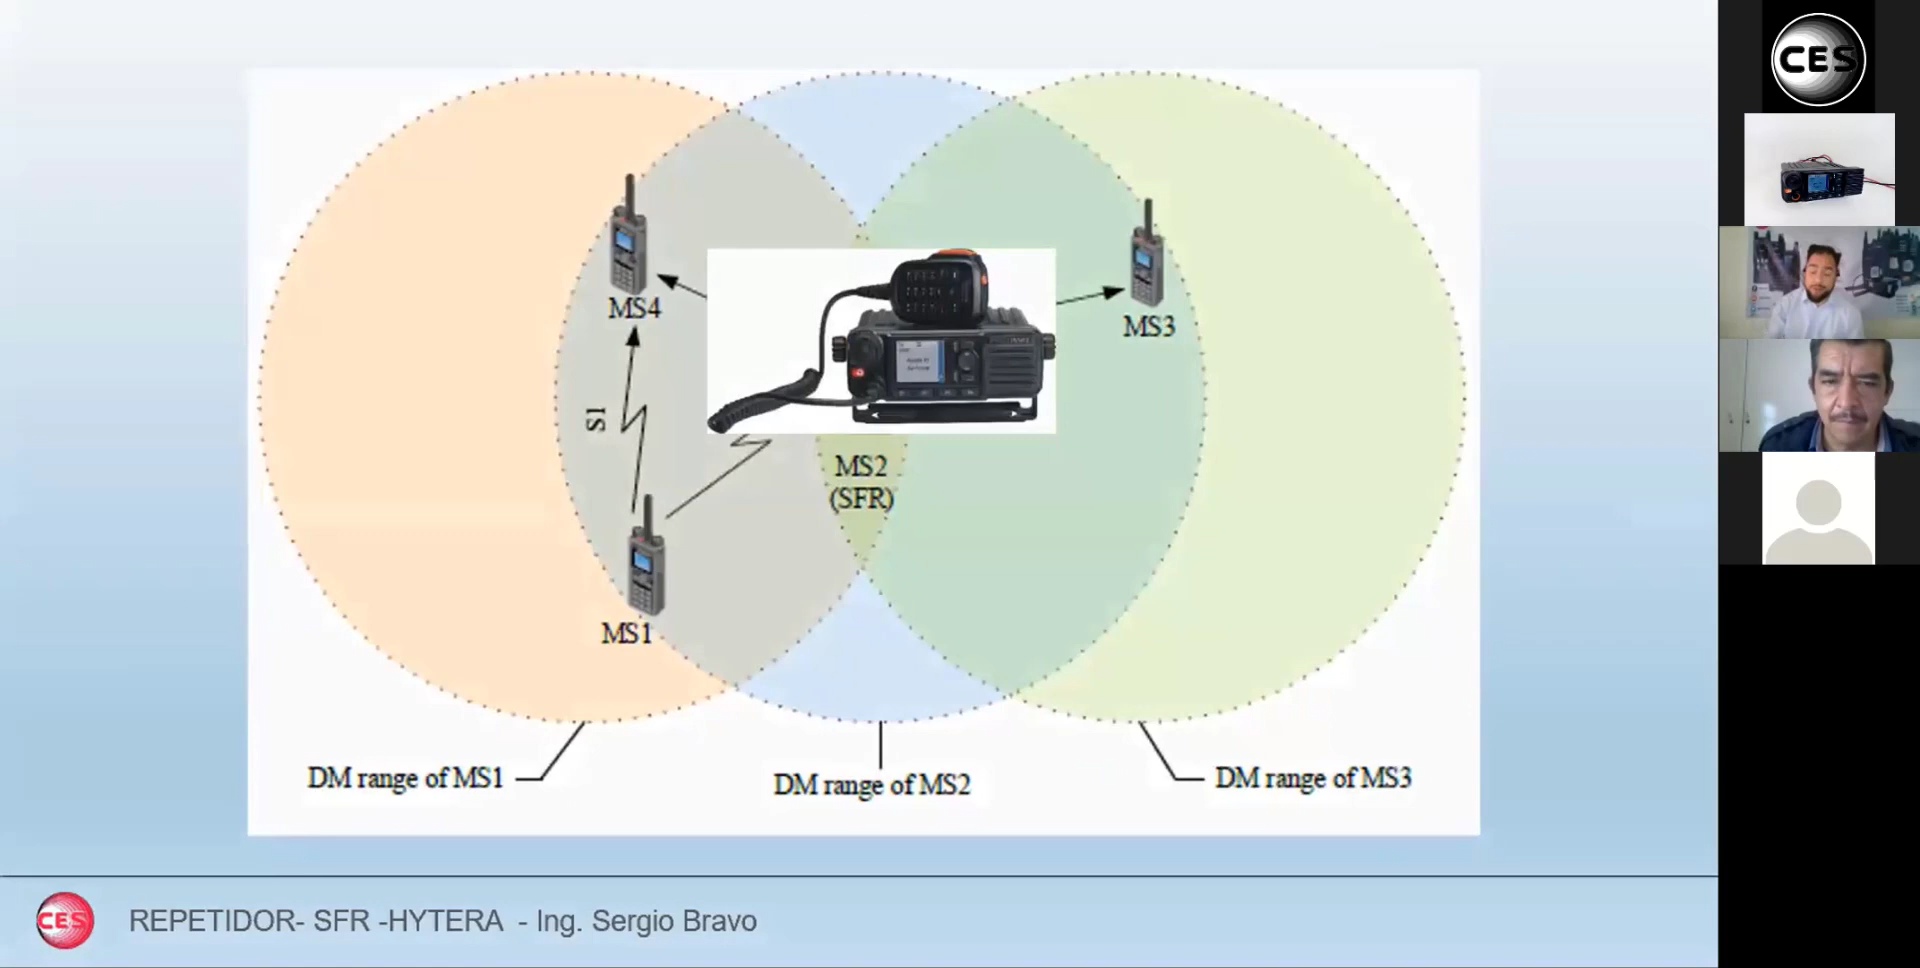 CES
MS4
MS3
S1
MS2
(SFR)
MS1
DM range of MS1
DM range of MS2
DM range of MS3
CES
REPETIDOR- SFR -HYTERA - Ing. Sergio Bravo